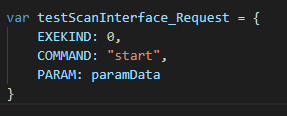 var testScanInterface_Request = {
    EXEKIND: 0,
    COMMAND: "start",
    PARAM: paramData
}